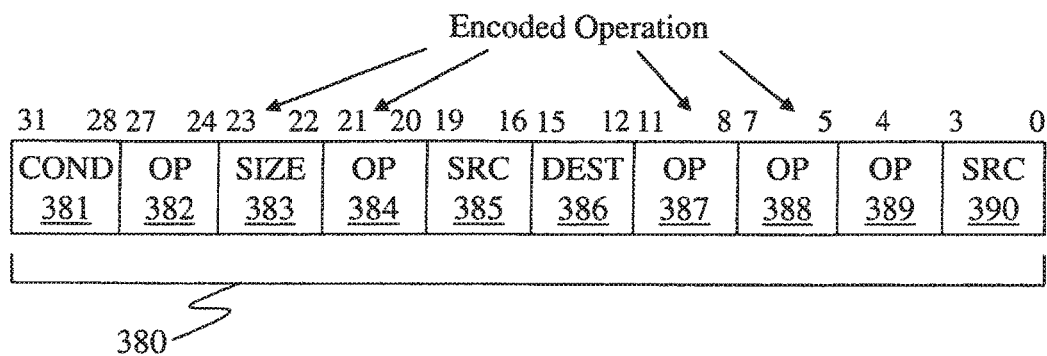 Encoded Operation
31 28 27 24 23 22 21 20 19 16 15 12 11 8 7 5 4 3 0
COND OP SIZE OP SRC DEST OP OP OP SRC
381 382 383 384 385 386 387 388 389 390
380